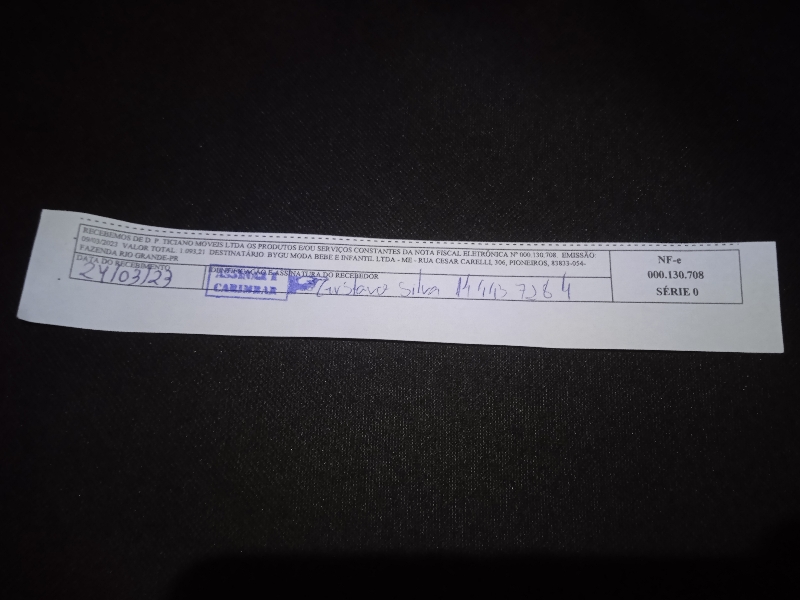 RECEBEMOS DE D. P. TICIANO MOVEIS LTDA OS PRODUTOS E/OU SERVIÇOS CONSTANTES DA NOTA FISCAL ELETRÔNICA Nº 000.130.708 EMISSÃO:
09/03/2023 VALOR TOTAL: 1.091,21 DESTINATÁRIO: BYGU MODA BEBE E INFANTIL LTDA - ME - RUA CESAR CARELLI, 306, PIONEIROS, 83833-054-
FAZENDA RIO GRANDE-PR
NF-e
000.130.708
SÉRIE 0
DATA DO RECEBIMENTO
24/03/23
IDENTIFICAÇÃO E ASSINATURA DO RECEBEDOR
CARIMBAR
Gustavo Silva